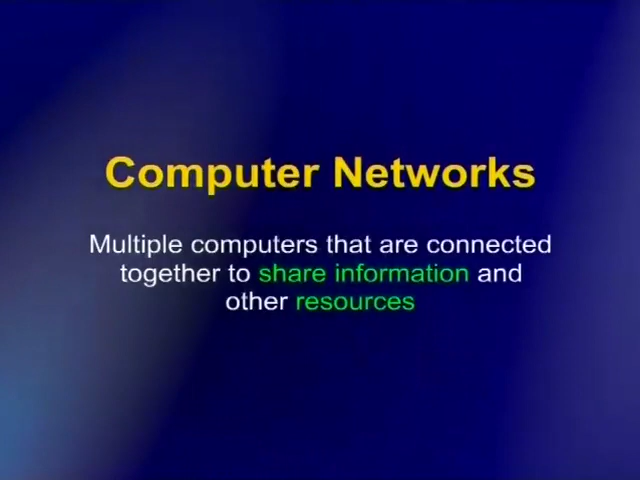 Computer Networks
Multiple computers that are connected
together to share information and
other resources